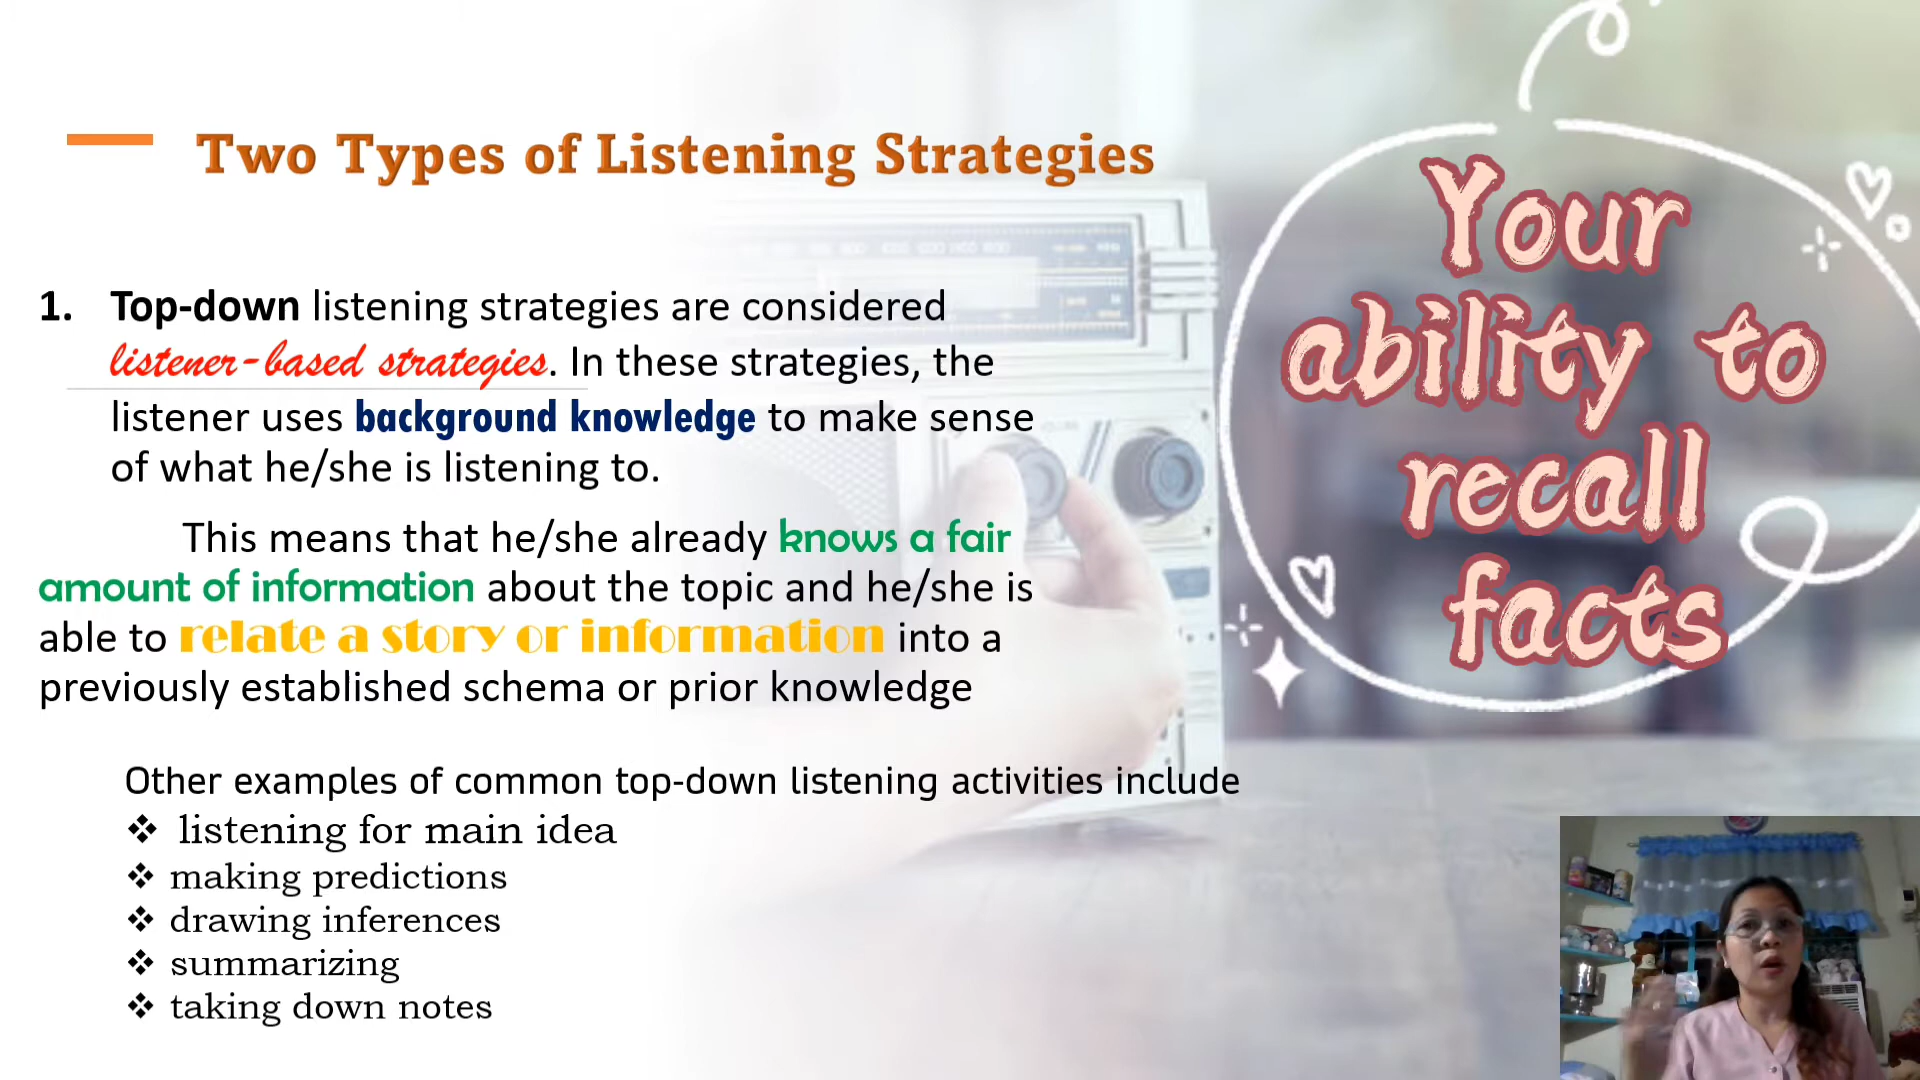 Two Types of Listening Strategies
1. Top-down listening strategies are considered
listener-based strategies. In these strategies, the
listener uses background knowledge to make sense
of what he/she is listening to.
This means that he/she already knows a fair
amount of information about the topic and he/she is
able to relate a story or information into a
previously established schema or prior knowledge
Other examples of common top-down listening activities include
❖ listening for main idea
❖ making predictions
❖ drawing inferences
❖ summarizing
❖ taking down notes
Your
ability to
recall
facts